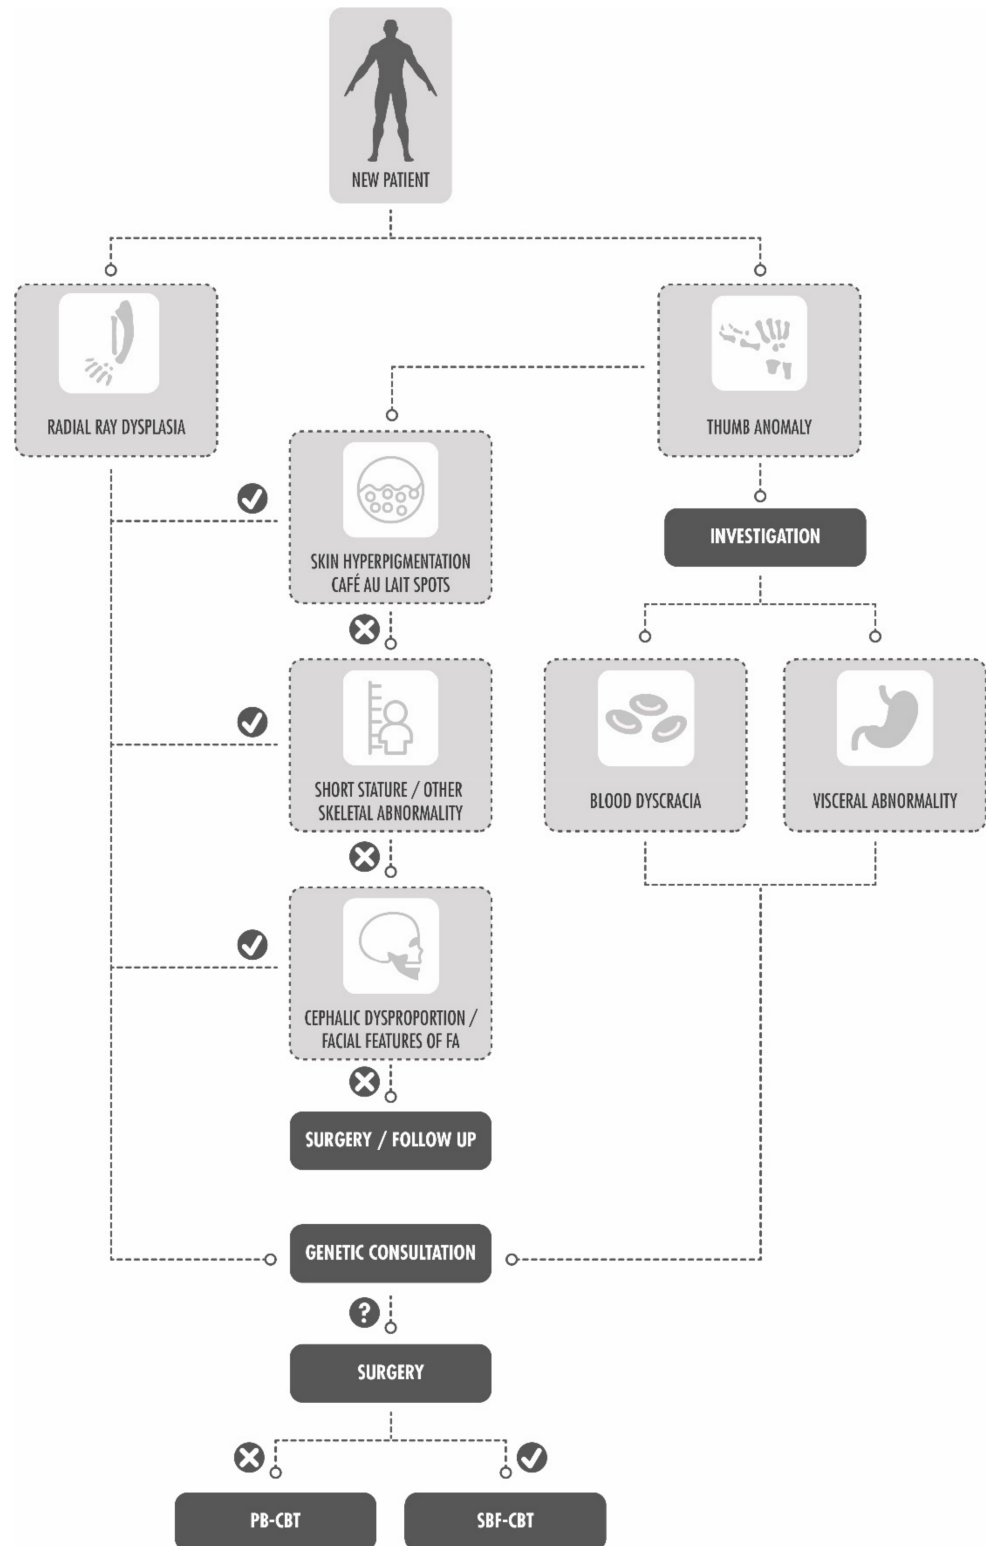 NEW PATIENT
RADIAL RAY DYSPLASIA
THUMB ANOMALY
SKIN HYPERPIGMENTATION
CAFÉ AU LAIT SPOTS
INVESTIGATION
SHORT STATURE / OTHER
SKELETAL ABNORMALITY
BLOOD DYSCRACIA
VISCERAL ABNORMALITY
CEPHALIC DYSPROPORTION /
FACIAL FEATURES OF FA
SURGERY / FOLLOW UP
GENETIC CONSULTATION
?
SURGERY
PB-CBT
SBF-CBT